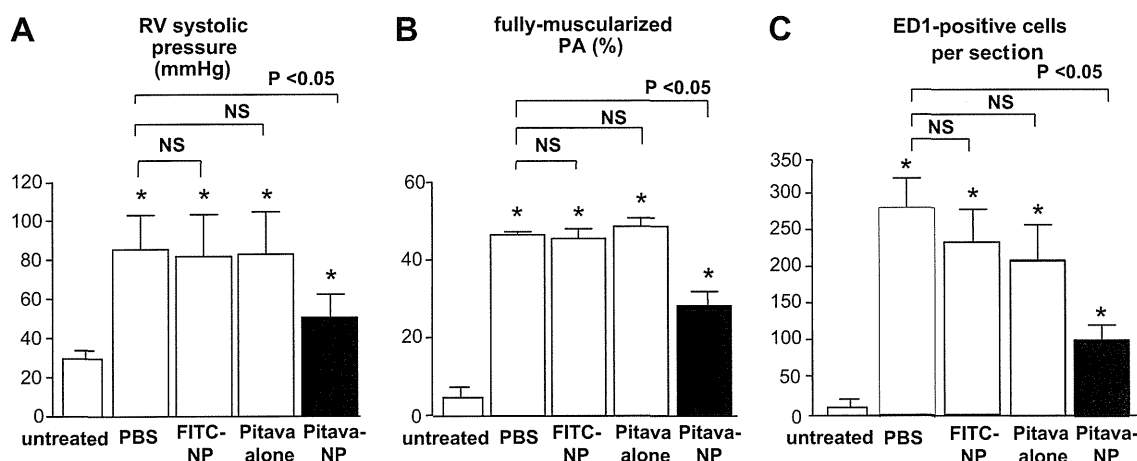 A
RV systolic
pressure
(mmHg)
P <0.05
NS
NS
120
100
80
60
40
20
0
* * * *
untreated PBS FITC-NP Pitava alone Pitava-NP
B
fully-muscularized
PA (%)
P <0.05
NS
NS
60
40
20
0
* * * *
untreated PBS FITC-NP Pitava alone Pitava-NP
C
ED1-positive cells
per section
P <0.05
NS
NS
350
300
250
200
150
100
50
0
* * * *
untreated PBS FITC-NP Pitava alone Pitava-NP